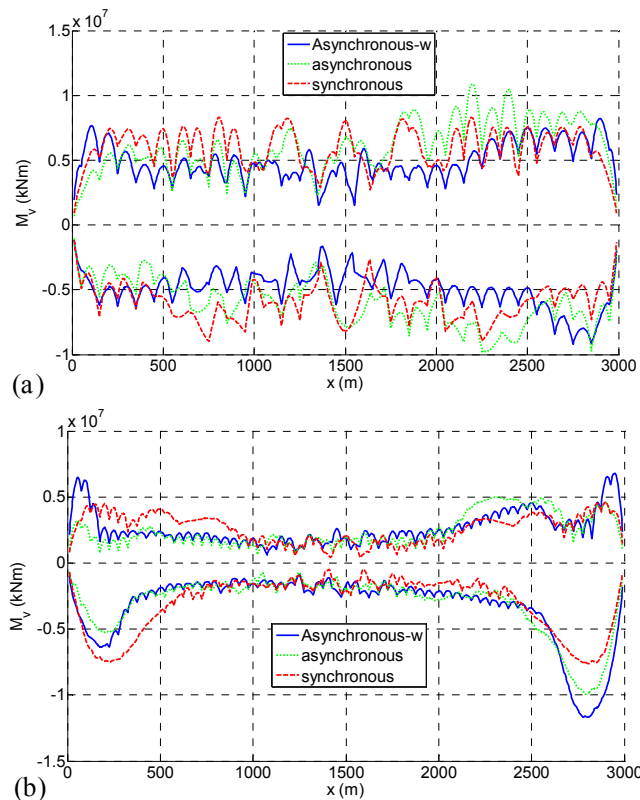 x 10^7
1.5
Asynchronous-w
asynchronous
synchronous
1
0.5
0
-0.5
-1
M_v (kNm)
0 500 1000 1500 2000 2500 3000
x (m)
(a)
x 10^7
1
0.5
0
-0.5
-1
-1.5
M_v (kNm)
Asynchronous-w
asynchronous
synchronous
0 500 1000 1500 2000 2500 3000
x (m)
(b)